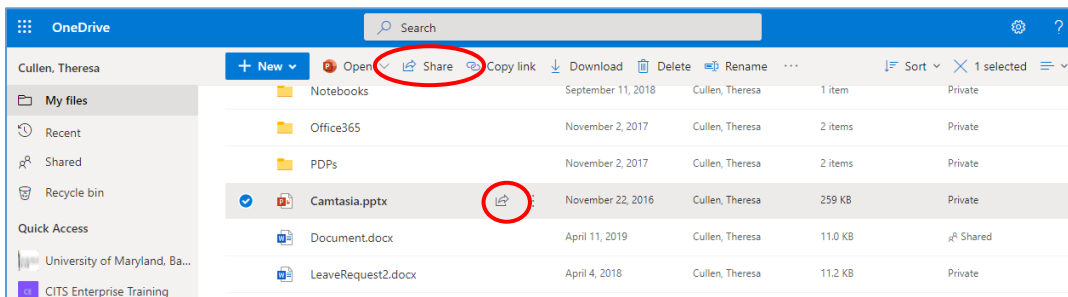 OneDrive
Search
?
Cullen, Theresa
+ New
Open
Share
Copy link
Download
Delete
Rename
...
Sort
1 selected
My files
Recent
Shared
Recycle bin
Quick Access
University of Maryland, Ba...
CE CITS Enterprise Training
Notebooks September 11, 2018 Cullen, Theresa 1 item Private
Office365 November 2, 2017 Cullen, Theresa 2 items Private
PDPs November 2, 2017 Cullen, Theresa 2 items Private
Camtasia.pptx November 22, 2016 Cullen, Theresa 259 KB Private
Document.docx April 11, 2019 Cullen, Theresa 11.0 KB Shared
LeaveRequest2.docx April 4, 2018 Cullen, Theresa 11.2 KB Private